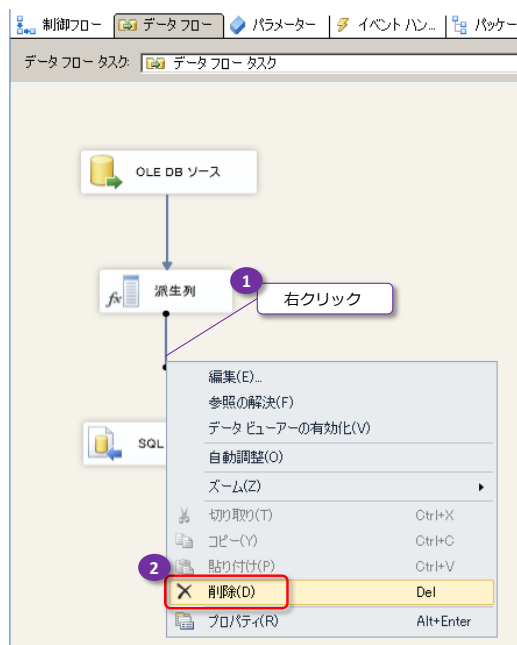 制御フロー データ フロー パラメーター イベント ハン... パッケー
データ フロー タスク: データ フロー タスク
OLE DB ソース
派生列
1
右クリック
SQL
編集(E)...
参照の解決(F)
データ ビューアーの有効化(V)
自動調整(O)
ズーム(Z)
切り取り(T) Ctrl+X
コピー(Y) Ctrl+C
貼り付け(P) Ctrl+V
2
削除(D) Del
プロパティ(R) Alt+Enter